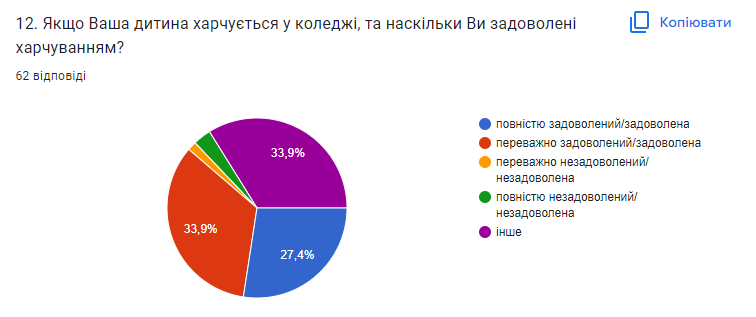 12. Якщо Ваша дитина харчується у коледжі, та наскільки Ви задоволені
харчуванням?
Копіювати
62 відповіді
33,9%
33,9%
27,4%
повністю задоволений/задоволена
переважно задоволений/задоволена
переважно незадоволений/
незадоволена
повністю незадоволений/
незадоволена
інше